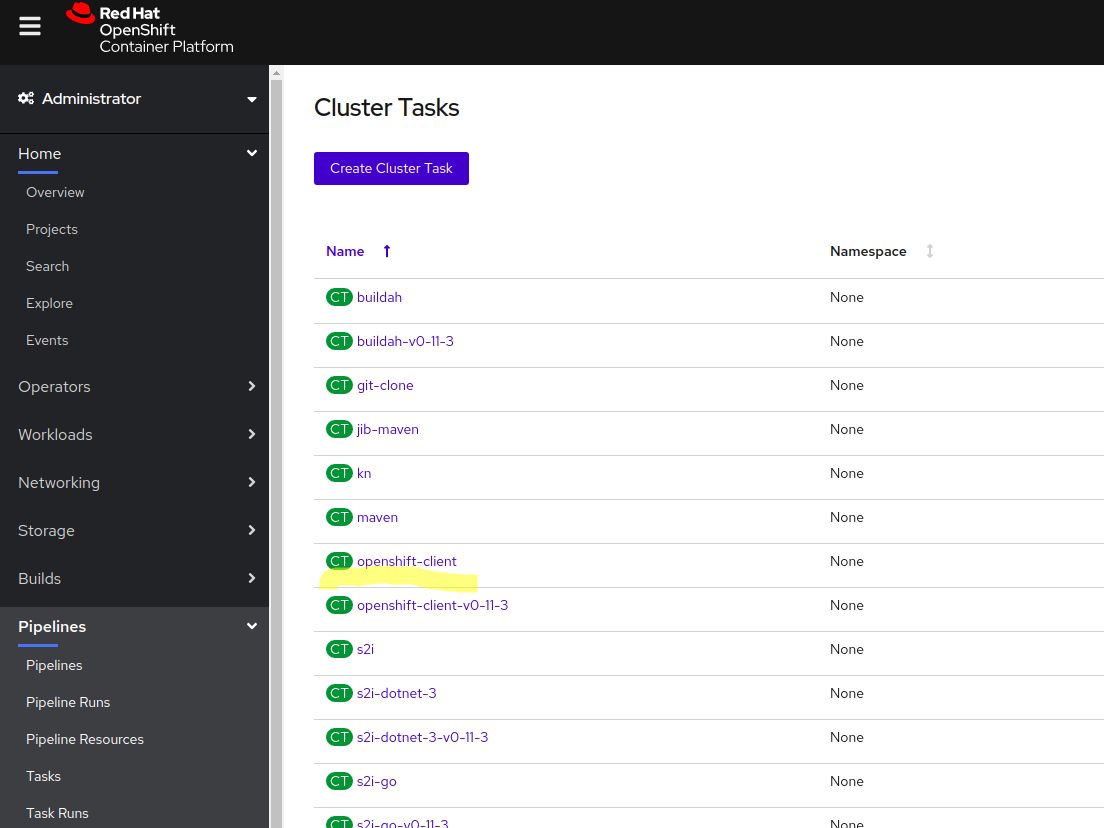 Red Hat
OpenShift
Container Platform
Administrator
Home
Overview
Projects
Search
Explore
Events
Operators
Workloads
Networking
Storage
Builds
Pipelines
Pipelines
Pipeline Runs
Pipeline Resources
Tasks
Task Runs
Cluster Tasks
Create Cluster Task
Name Namespace
CT buildah None
CT buildah-v0-11-3 None
CT git-clone None
CT jib-maven None
CT kn None
CT maven None
CT openshift-client None
CT openshift-client-v0-11-3 None
CT s2i None
CT s2i-dotnet-3 None
CT s2i-dotnet-3-v0-11-3 None
CT s2i-go None
CT s2i-go-v0-11-3 None